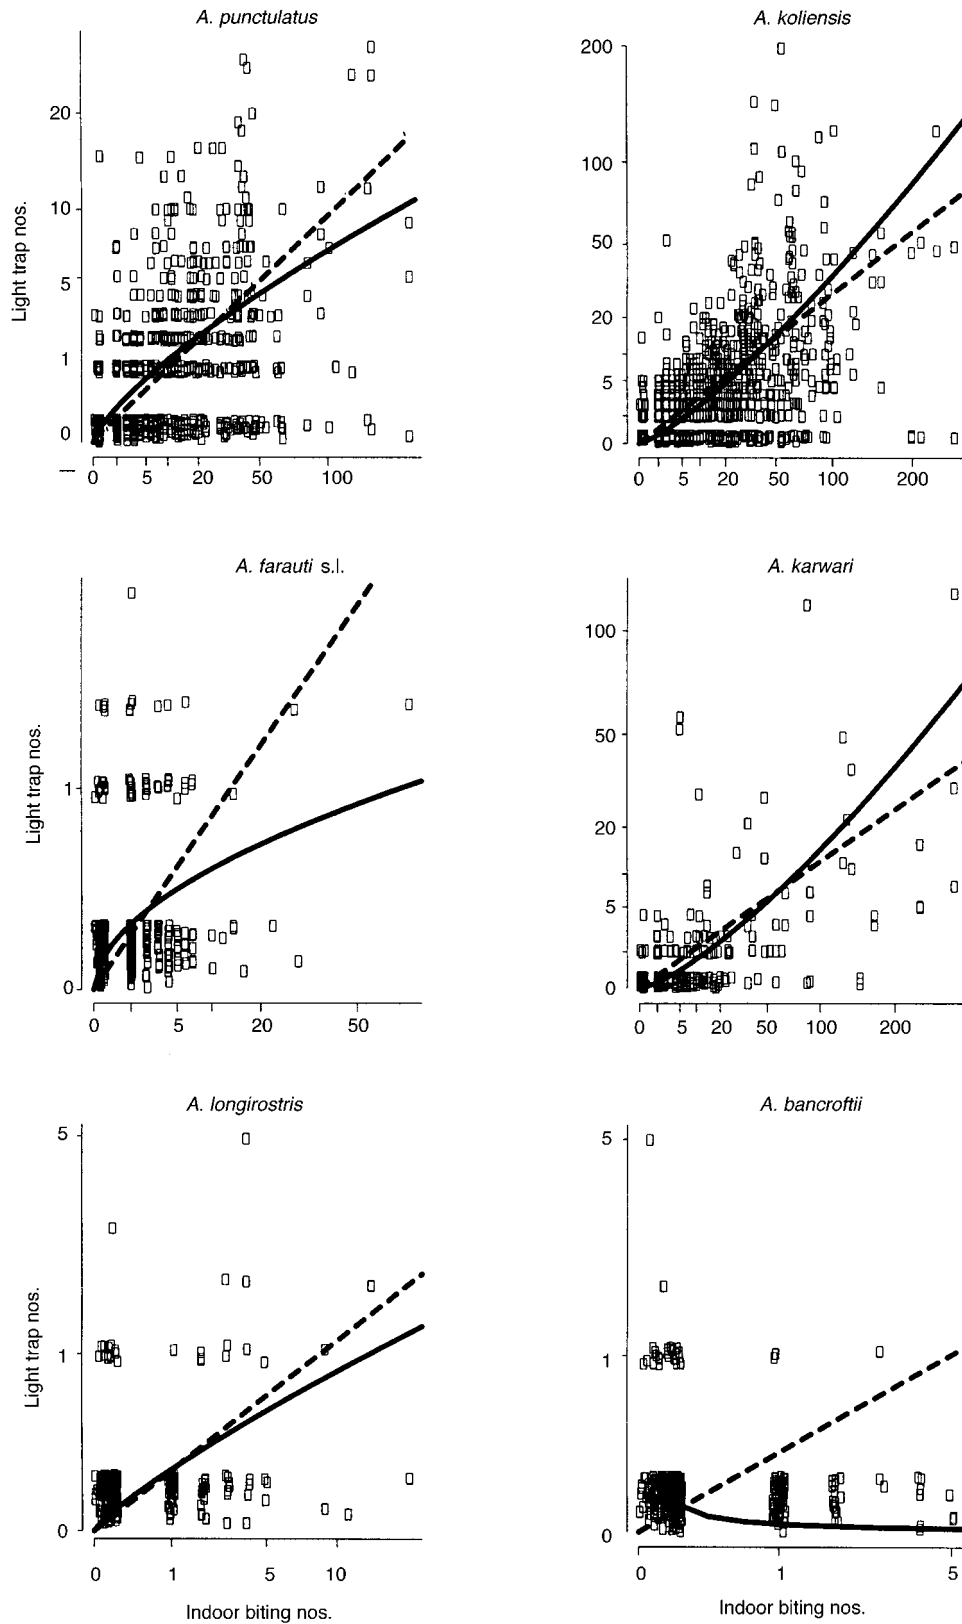 A. punctulatus
A. koliensis
Light trap nos.
20
10
5
1
0
0 5 20 50 100
200
100
50
20
5
0
0 5 20 50 100 200
A. farauti s.l.
A. karwari
Light trap nos.
1
0
0 5 20 50
100
50
20
5
0
0 5 20 50 100 200
A. longirostris
A. bancroftii
Light trap nos.
5
1
0
0 1 5 10
Indoor biting nos.
5
1
0
0 1 5
Indoor biting nos.